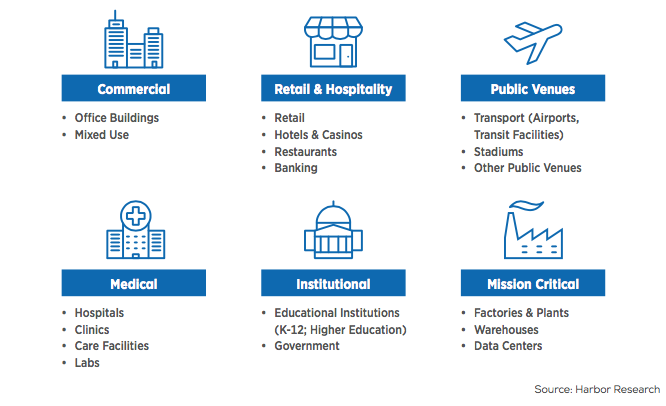 Commercial
• Office Buildings
• Mixed Use
Retail & Hospitality
• Retail
• Hotels & Casinos
• Restaurants
• Banking
Public Venues
• Transport (Airports,
Transit Facilities)
• Stadiums
• Other Public Venues
Medical
• Hospitals
• Clinics
• Care Facilities
• Labs
Institutional
• Educational Institutions
(K-12; Higher Education)
• Government
Mission Critical
• Factories & Plants
• Warehouses
• Data Centers
Source: Harbor Research